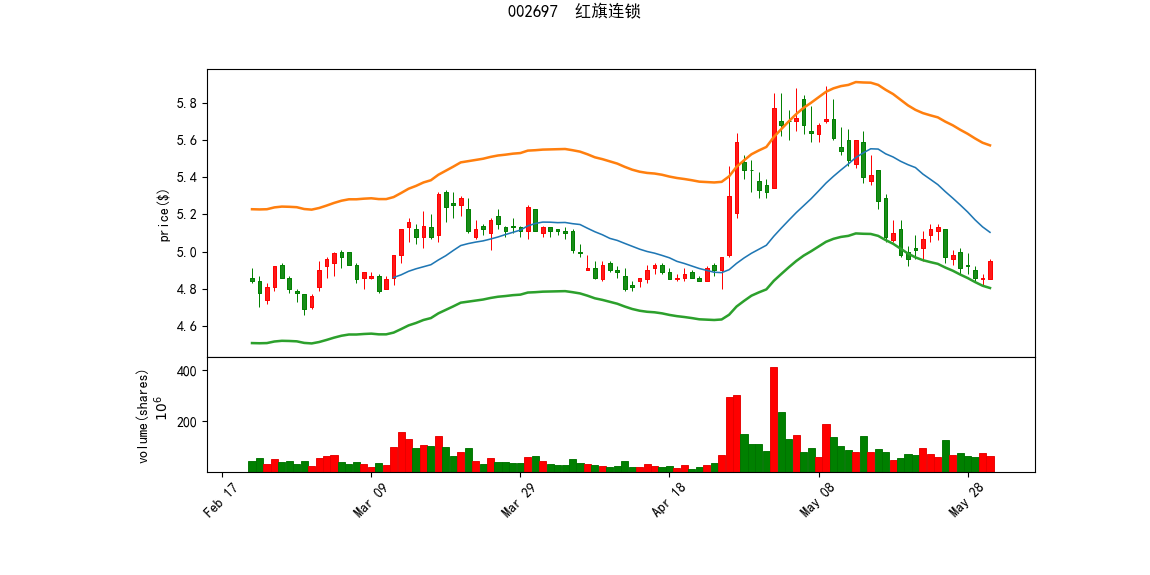 002697 红旗连锁
price($)
5.8
5.6
5.4
5.2
5.0
4.8
4.6
volume(shares)
10^6
400
200
Feb 17
Mar 09
Mar 29
Apr 18
May 08
May 28